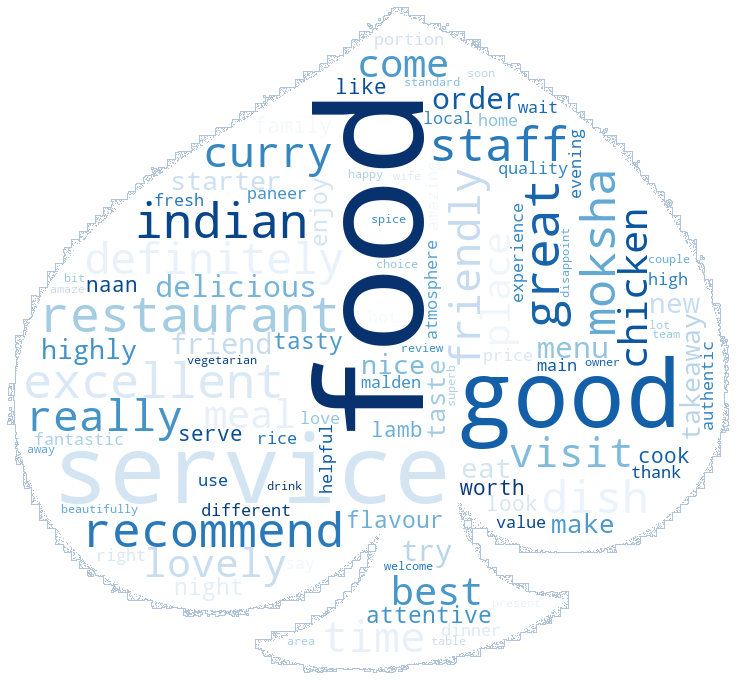 portion
come
standard
soon
like
order
wait
food
local
home
family
staff
curry
evening
quality
starter
happy
wife
amazing
paneer
fresh
enjoy
friendly
great
moksha
indian
spice
experience
chicken
disappoint
definitely
choice
atmosphere
place
couple
bit
naan
delicious
high
amaze
restaurant
new
hot
lot
team
highly
friend
tasty
review
price
menu
vegetarian
nice
main
owner
excellent
malden
taste
superb
good
takeaway
authentic
really
meal
love
lamb
serve
rice
helpful
fantastic
away
service
visit
cook
eat
thank
use
drink
worth
dish
beautifully
different
look
recommend
flavour
value
make
right
lovely
say
try
night
welcome
best
attentive
present
time
dinner
area
table